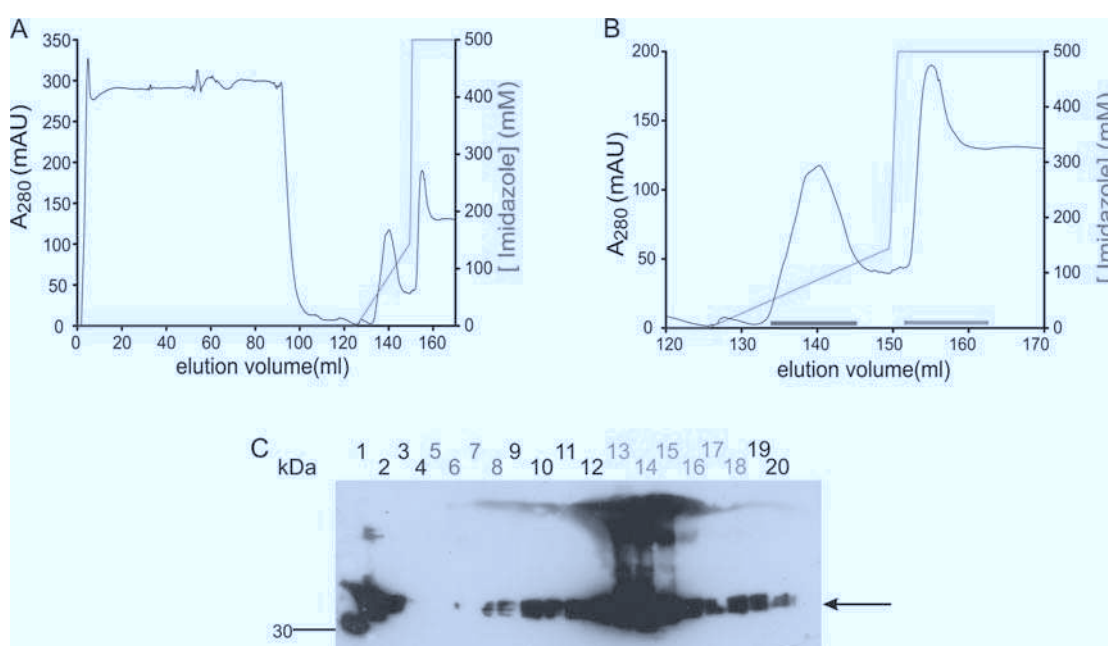 A
350
300
250
200
150
100
50
0
A280 (mAU)
0 20 40 60 80 100 120 140 160
elution volume(ml)
500
400
300
200
100
0
[ Imidazole] (mM)
B
200
150
100
50
0
A280 (mAU)
120 130 140 150 160 170
elution volume(ml)
500
400
300
200
100
0
[ Imidazole] (mM)
C
1 3 5 7 9 11 13 15 17 19
kDa 2 4 6 8 10 12 14 16 18 20
30